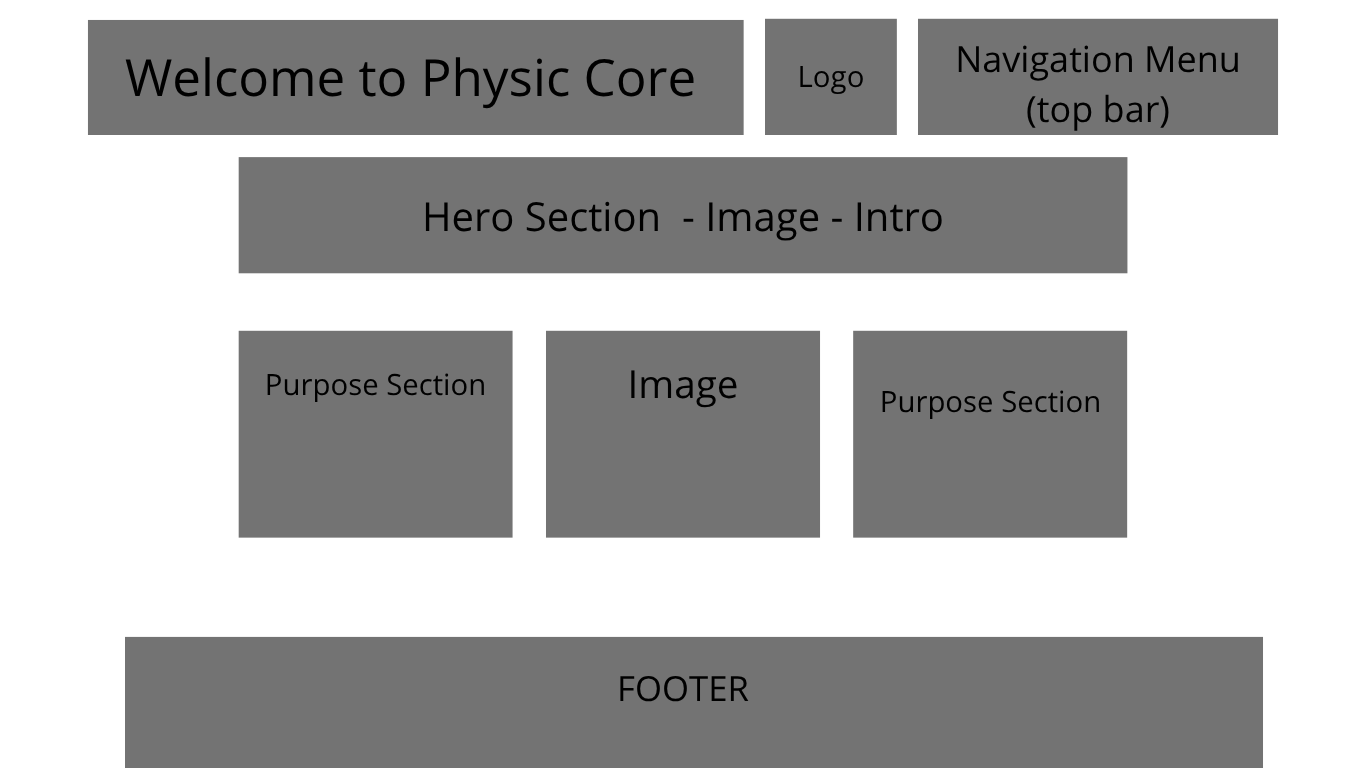 Welcome to Physic Core
Logo
Navigation Menu
(top bar)
Hero Section  - Image - Intro
Purpose Section
Image
Purpose Section
FOOTER